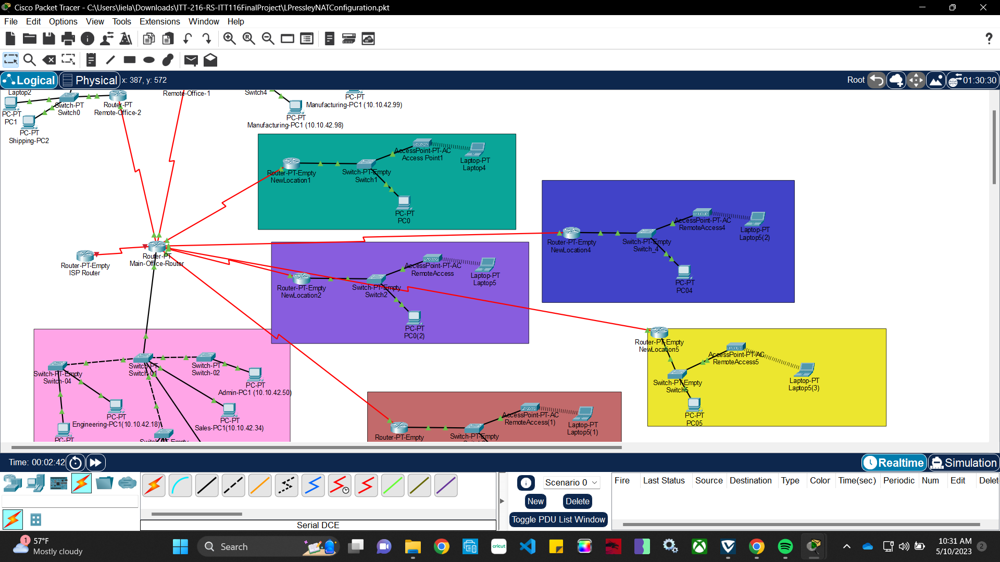 Cisco Packet Tracer - C:\Users\liela\Downloads\ITT-216-RS-ITT116FinalProject\LPressleyNATConfiguration.pkt
File Edit Options View Tools Extensions Window Help
Logical Physical x: 387, y: 572
Root 01:30:30
Laptop2
PC-PT
PC1
Switch-PT
Switch0
Router-PT
Remote-Office-2
PC-PT
Shipping-PC2
Remote-Office-1
Switch4
PC-PT
Manufacturing-PC1 (10.10.42.99)
PC-PT
Manufacturing-PC1 (10.10.42.98)
Router-PT-Empty
NewLocation1
Switch-PT-Empty
Switch1
AccessPoint-PT-AC
Access Point1
Laptop-PT
Laptop4
PC-PT
PC0
Router-PT-Empty
NewLocation4
Switch-PT-Empty
Switch_4
AccessPoint-PT-AC
RemoteAccess4
Laptop-PT
Laptop5(2)
PC-PT
PC04
Router-PT-Empty
ISP Router
Router-PT
Main-Office-Router
Router-PT-Empty
NewLocation2
Switch-PT-Empty
Switch2
AccessPoint-PT-AC
RemoteAccess
Laptop-PT
Laptop5
PC-PT
PC0(2)
Router-PT-Empty
NewLocation5
Switch-PT-Empty
Switch5
AccessPoint-PT-AC
RemoteAccess5
Laptop-PT
Laptop5(3)
PC-PT
PC05
Switch-PT-Empty
Switch-04
Switch-PT
Switch-01
Switch-PT
Switch-02
PC-PT
Admin-PC1 (10.10.42.50)
PC-PT
Engineering-PC1(10.10.42.18)
PC-PT
Sales-PC1(10.10.42.34)
PC-PT
Switch-PT-Empty
Router-PT-Empty
Switch-PT-Empty
AccessPoint-PT-AC
RemoteAccess(1)
Laptop-PT
Laptop5(1)
Time: 00:02:42
Realtime Simulation
Scenario 0
New Delete
Toggle PDU List Window
Fire Last Status Source Destination Type Color Time(sec) Periodic Num Edit Delet
Serial DCE
1
57°F
Mostly cloudy
Search
cricut
10:31 AM
5/10/2023
2